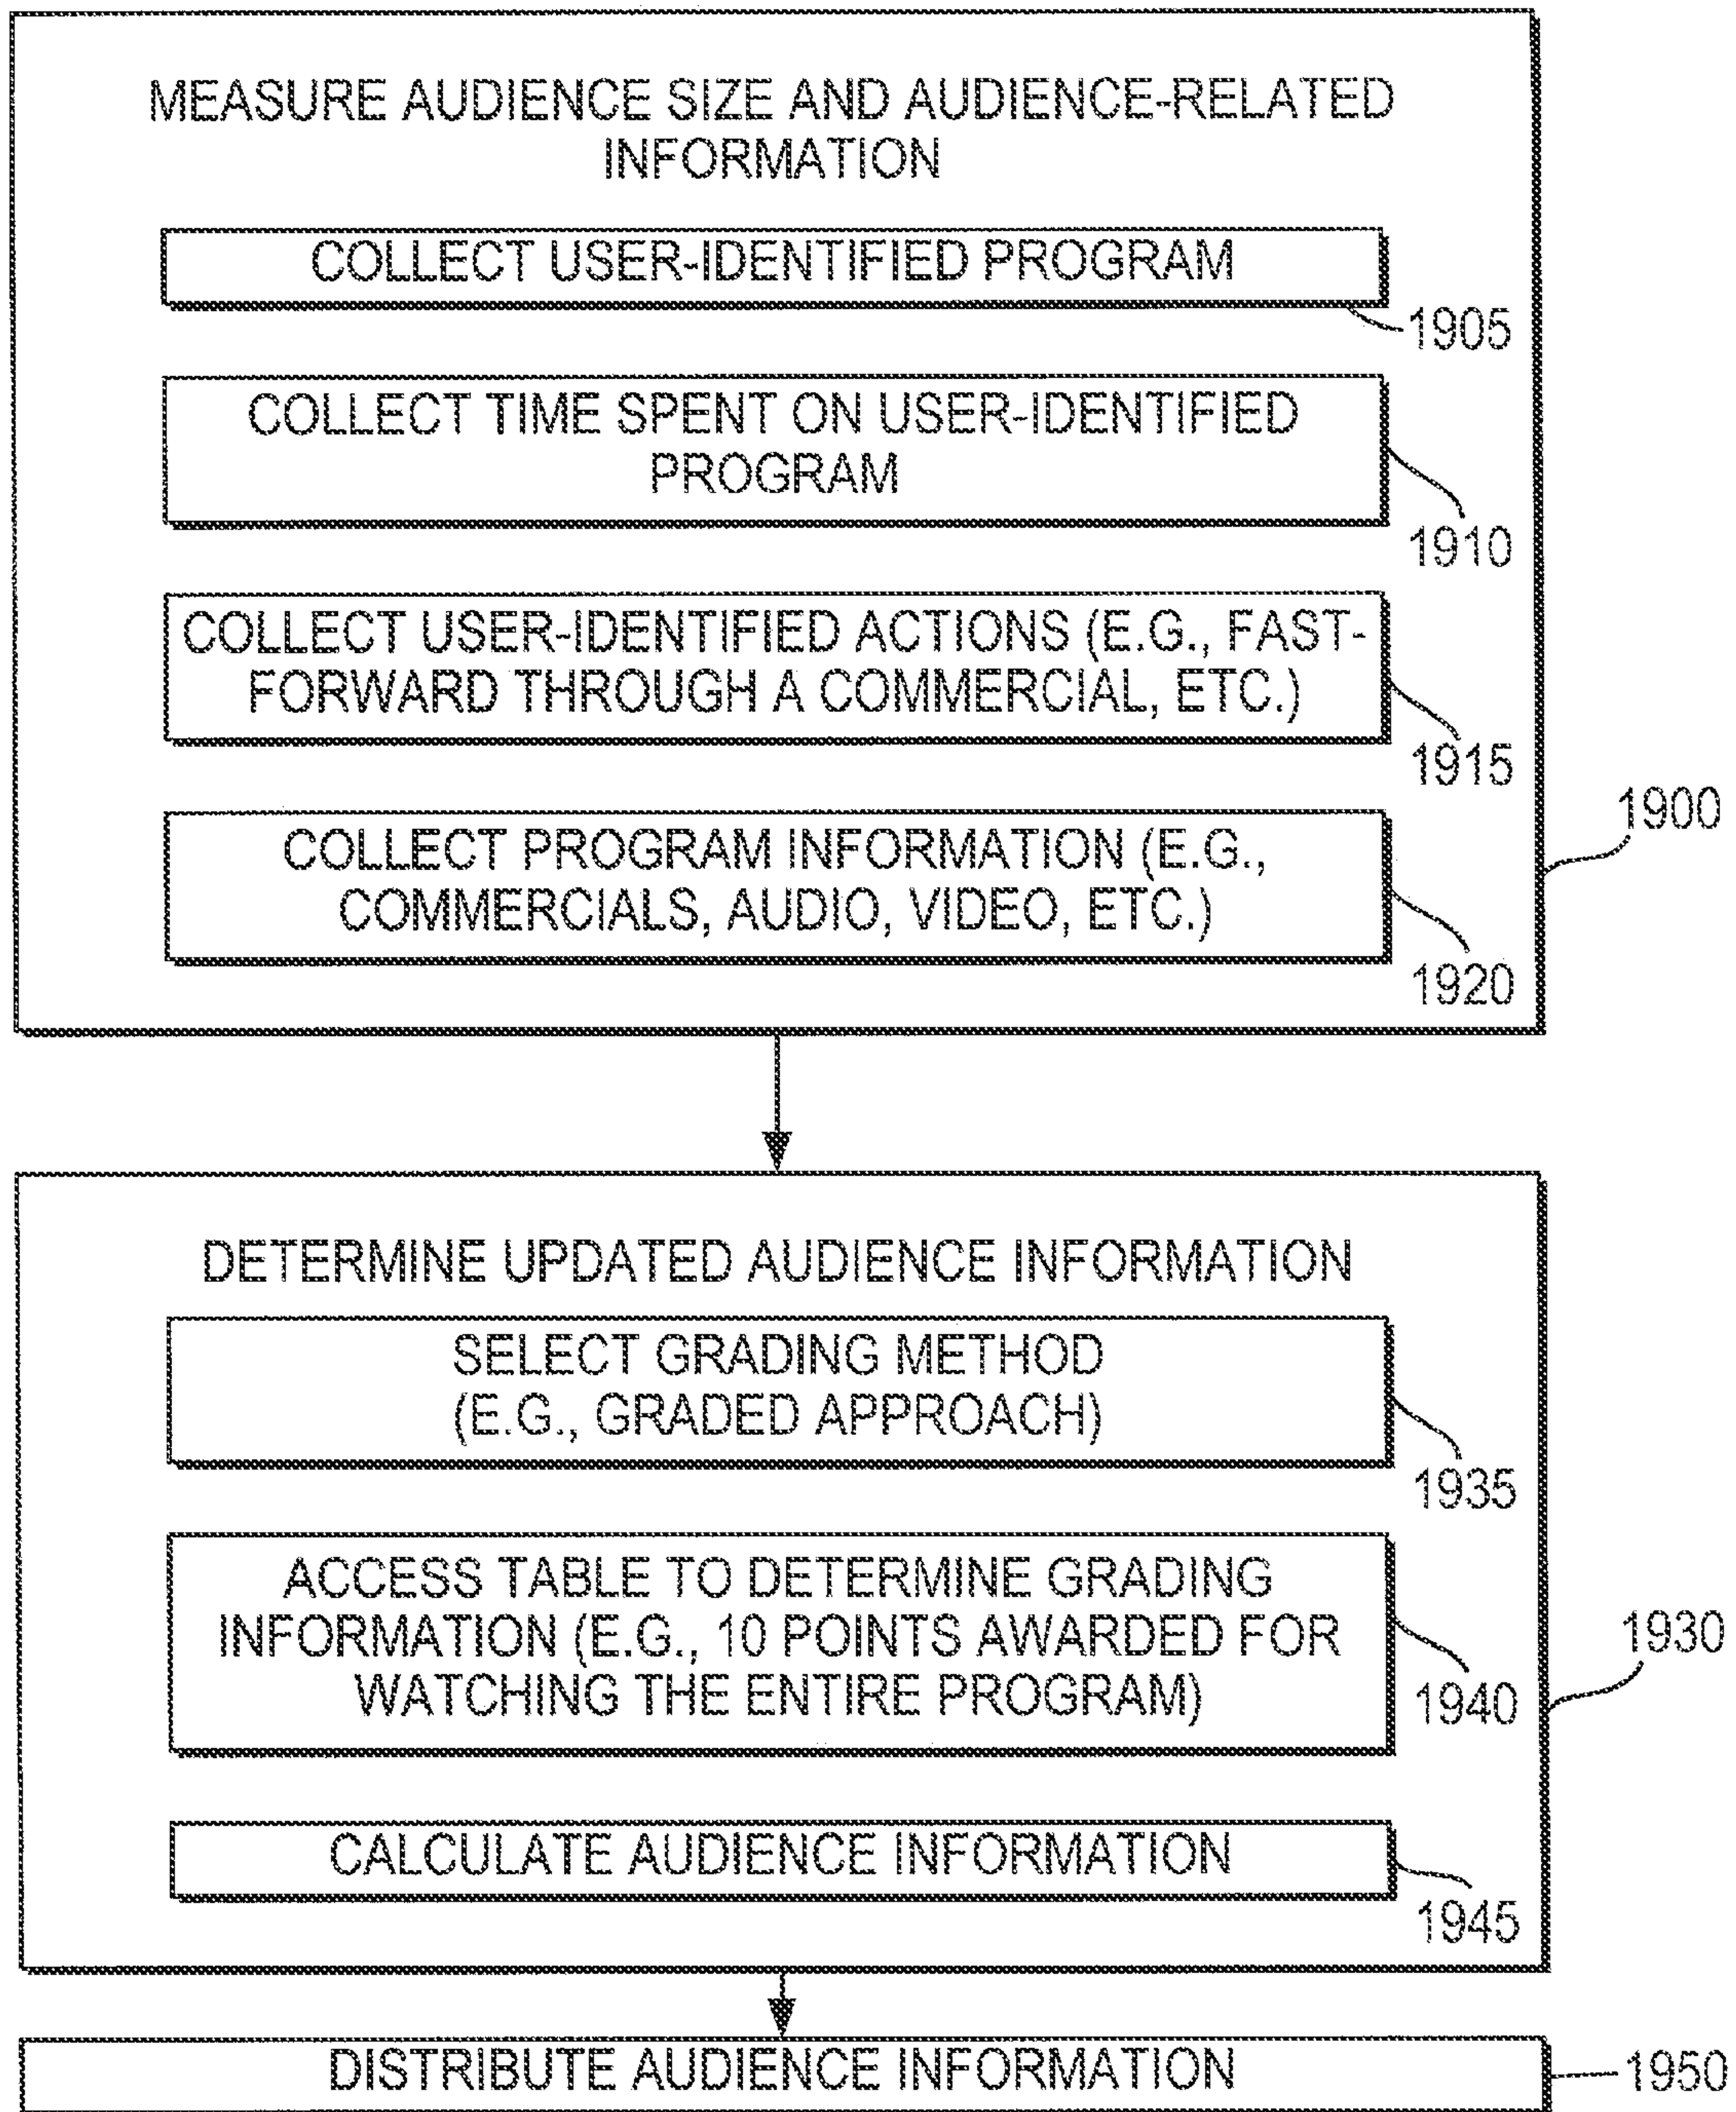 MEASURE AUDIENCE SIZE AND AUDIENCE-RELATED
INFORMATION
COLLECT USER-IDENTIFIED PROGRAM
1905
COLLECT TIME SPENT ON USER-IDENTIFIED
PROGRAM
1910
COLLECT USER-IDENTIFIED ACTIONS (E.G., FAST-
FORWARD THROUGH A COMMERCIAL, ETC.)
1915
1900
COLLECT PROGRAM INFORMATION (E.G.,
COMMERCIALS, AUDIO, VIDEO, ETC.)
1920
DETERMINE UPDATED AUDIENCE INFORMATION
SELECT GRADING METHOD
(E.G., GRADED APPROACH)
1935
ACCESS TABLE TO DETERMINE GRADING
INFORMATION (E.G., 10 POINTS AWARDED FOR
WATCHING THE ENTIRE PROGRAM)
1930
1940
CALCULATE AUDIENCE INFORMATION
1945
DISTRIBUTE AUDIENCE INFORMATION
1950